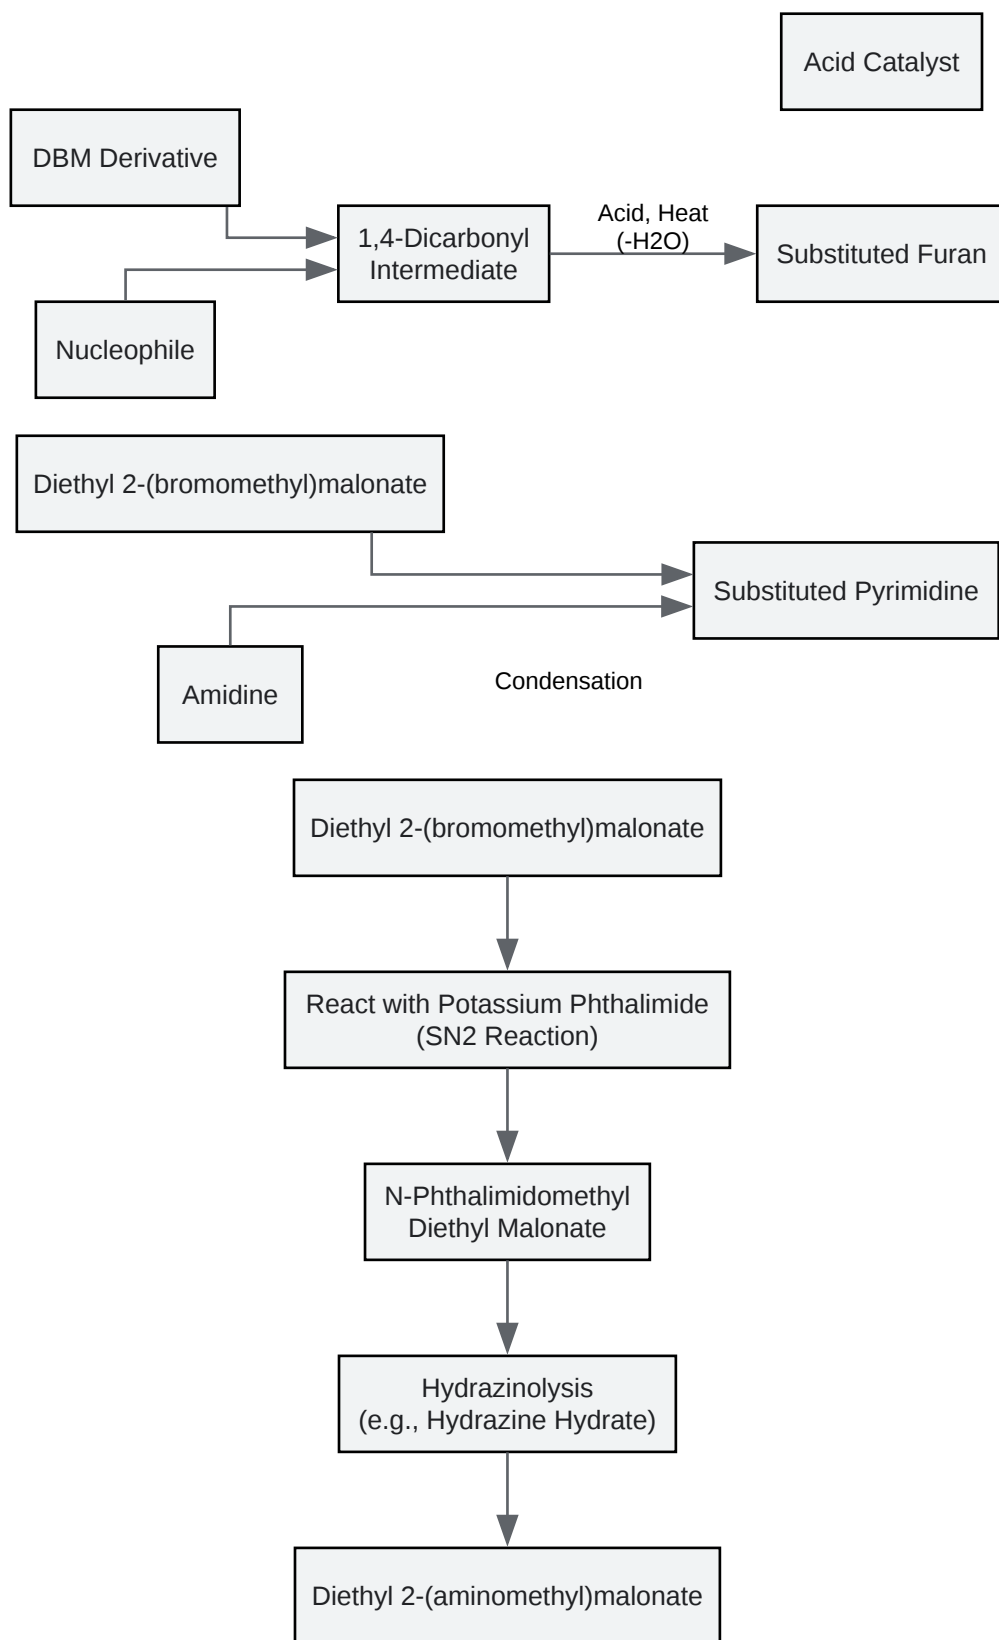 Acid Catalyst
DBM Derivative
Acid, Heat
(-H2O)
1,4-Dicarbonyl
Intermediate
Substituted Furan
Nucleophile
Diethyl 2-(bromomethyl)malonate
Substituted Pyrimidine
Amidine
Condensation
Diethyl 2-(bromomethyl)malonate
React with Potassium Phthalimide
(SN2 Reaction)
N-Phthalimidomethyl
Diethyl Malonate
Hydrazinolysis
(e.g., Hydrazine Hydrate)
Diethyl 2-(aminomethyl)malonate